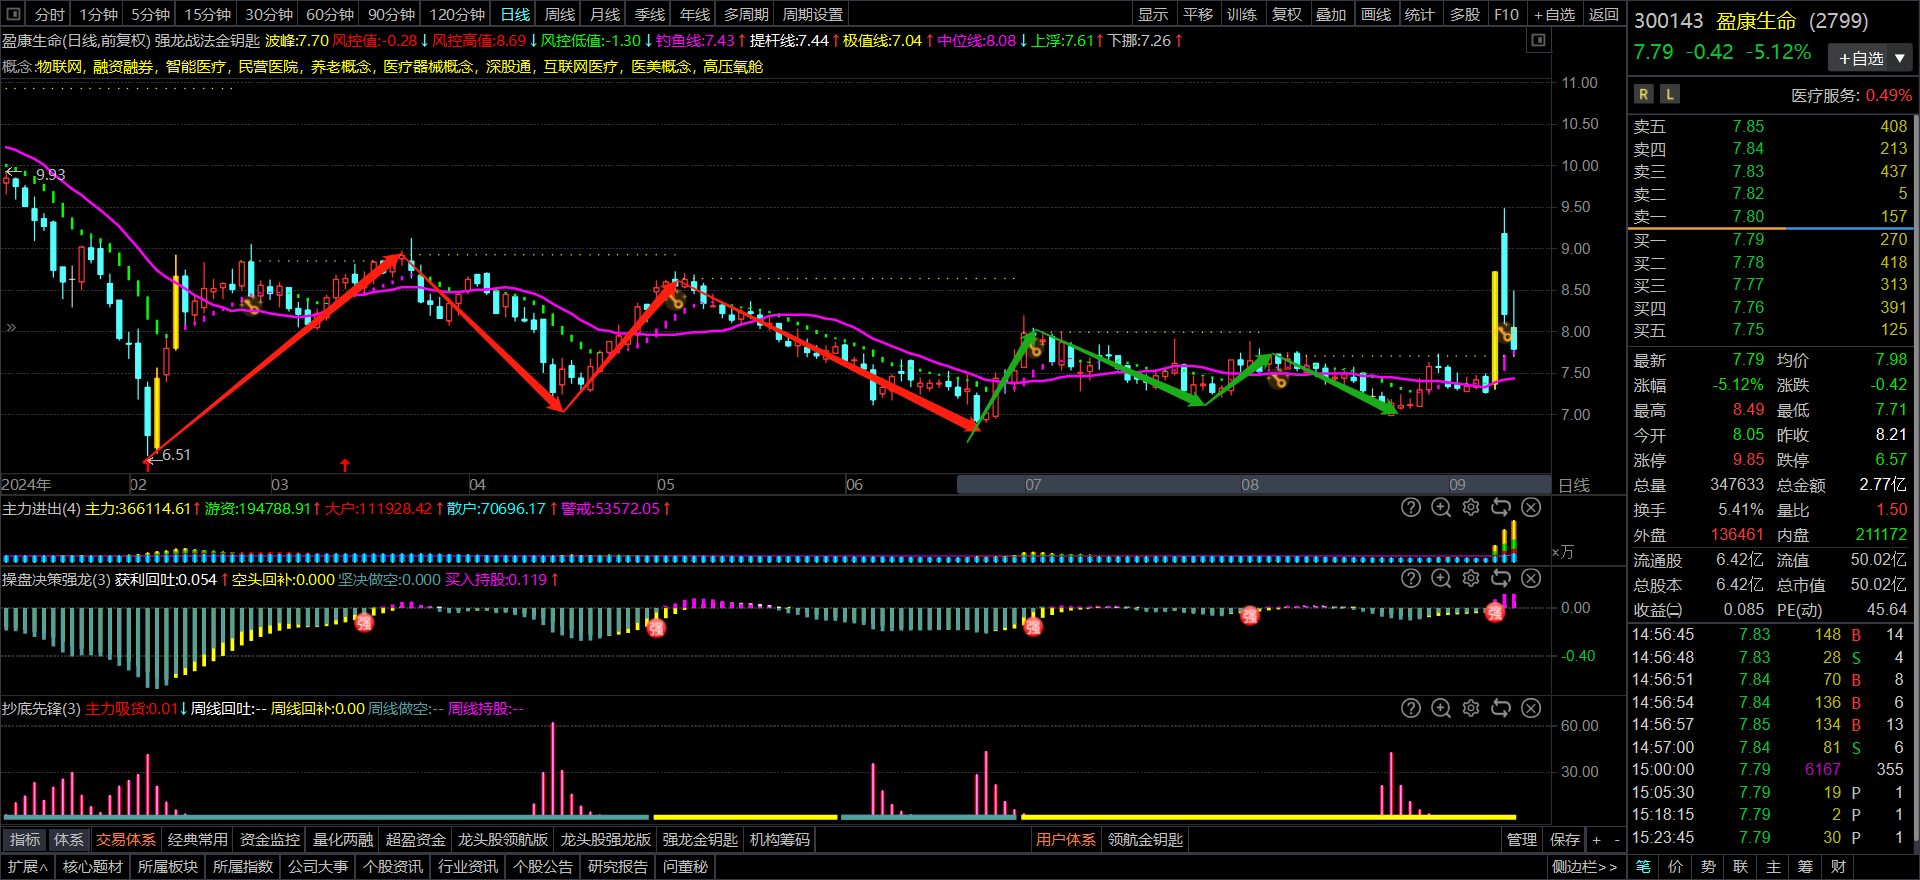 分时 1分钟 5分钟 15分钟 30分钟 60分钟 90分钟 120分钟 日线 周线 月线 季线 年线 多周期 周期设置 显示 平移 训练 复权 叠加 画线 统计 多股 F10 +自选 返回
300143 盈康生命 (2799)
盈康生命(日线,前复权) 强龙战法金钥匙 波峰:7.70 风控值:-0.28↓风控高值:8.69↓风控低值:-1.30↓钓鱼线:7.43↑提杆线:7.44↑极值线:7.04↑中位线:8.08↓上浮:7.61↑下挪:7.26↑
7.79 -0.42 -5.12% +自选 ▼
概念:物联网，融资融券，智能医疗，民营医院，养老概念，医疗器械概念，深股通，互联网医疗，医美概念，高压氧舱
R L 医疗服务: 0.49%
11.00
10.50
10.00
9.50
9.00
8.50
8.00
7.50
7.00
←9.93
←6.51
»
2024年 02 03 04 05 06 07 08 09 日线
主力进出(4) 主力:366114.61↑游资:194788.91↑大户:111928.42↑散户:70696.17↑警戒:53572.05↑
×万
操盘决策强龙(3) 获利回吐:0.054↑空头回补:0.000 坚决做空:0.000 买入持股:0.119↑
0.00
强 强 强 强 强
-0.40
抄底先锋(3) 主力吸货:0.01↓周线回吐:-- 周线回补:0.00 周线做空:-- 周线持股:--
60.00
30.00
卖五 7.85 408
卖四 7.84 213
卖三 7.83 437
卖二 7.82 5
卖一 7.80 157
买一 7.79 270
买二 7.78 418
买三 7.77 313
买四 7.76 391
买五 7.75 125
最新 7.79 均价 7.98
涨幅 -5.12% 涨跌 -0.42
最高 8.49 最低 7.71
今开 8.05 昨收 8.21
涨停 9.85 跌停 6.57
总量 347633 总金额 2.77亿
换手 5.41% 量比 1.50
外盘 136461 内盘 211172
流通股 6.42亿 流值 50.02亿
总股本 6.42亿 总市值 50.02亿
收益㈡ 0.085 PE(动) 45.64
14:56:45 7.83 148 B 14
14:56:48 7.83 28 S 4
14:56:51 7.84 70 B 8
14:56:54 7.84 136 B 6
14:56:57 7.85 134 B 13
14:57:00 7.84 81 S 6
15:00:00 7.79 6167 355
15:05:30 7.79 19 P 1
15:18:15 7.79 2 P 1
15:23:45 7.79 30 P 1
指标 体系 交易体系 经典常用 资金监控 量化两融 超盈资金 龙头股领航版 龙头股强龙版 强龙金钥匙 机构筹码 用户体系 领航金钥匙 管理 保存 + -
扩展∧ 核心题材 所属板块 所属指数 公司大事 个股资讯 行业资讯 个股公告 研究报告 问董秘 侧边栏>> 笔 价 势 联 主 筹 财